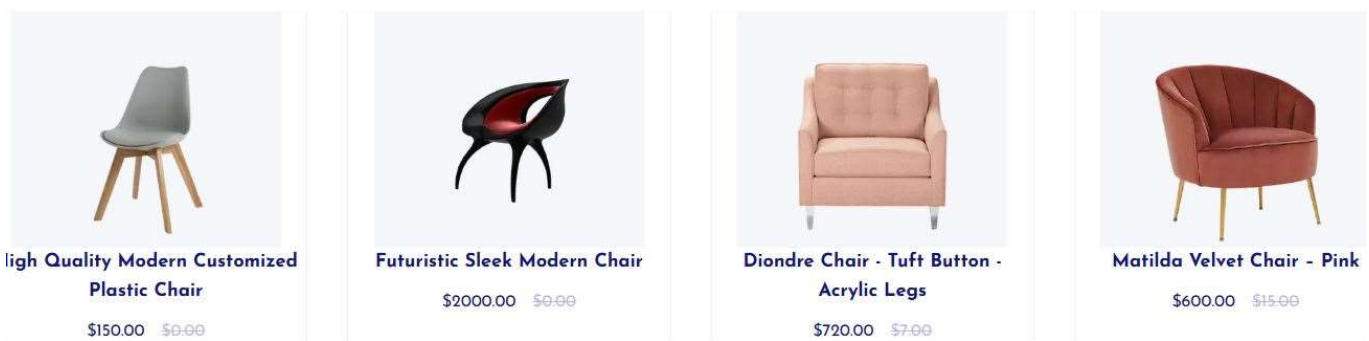 High Quality Modern Customized
Plastic Chair
$150.00 $0.00
Futuristic Sleek Modern Chair
$2000.00 $0.00
Diondre Chair - Tuft Button -
Acrylic Legs
$720.00 $7.00
Matilda Velvet Chair – Pink
$600.00 $15.00